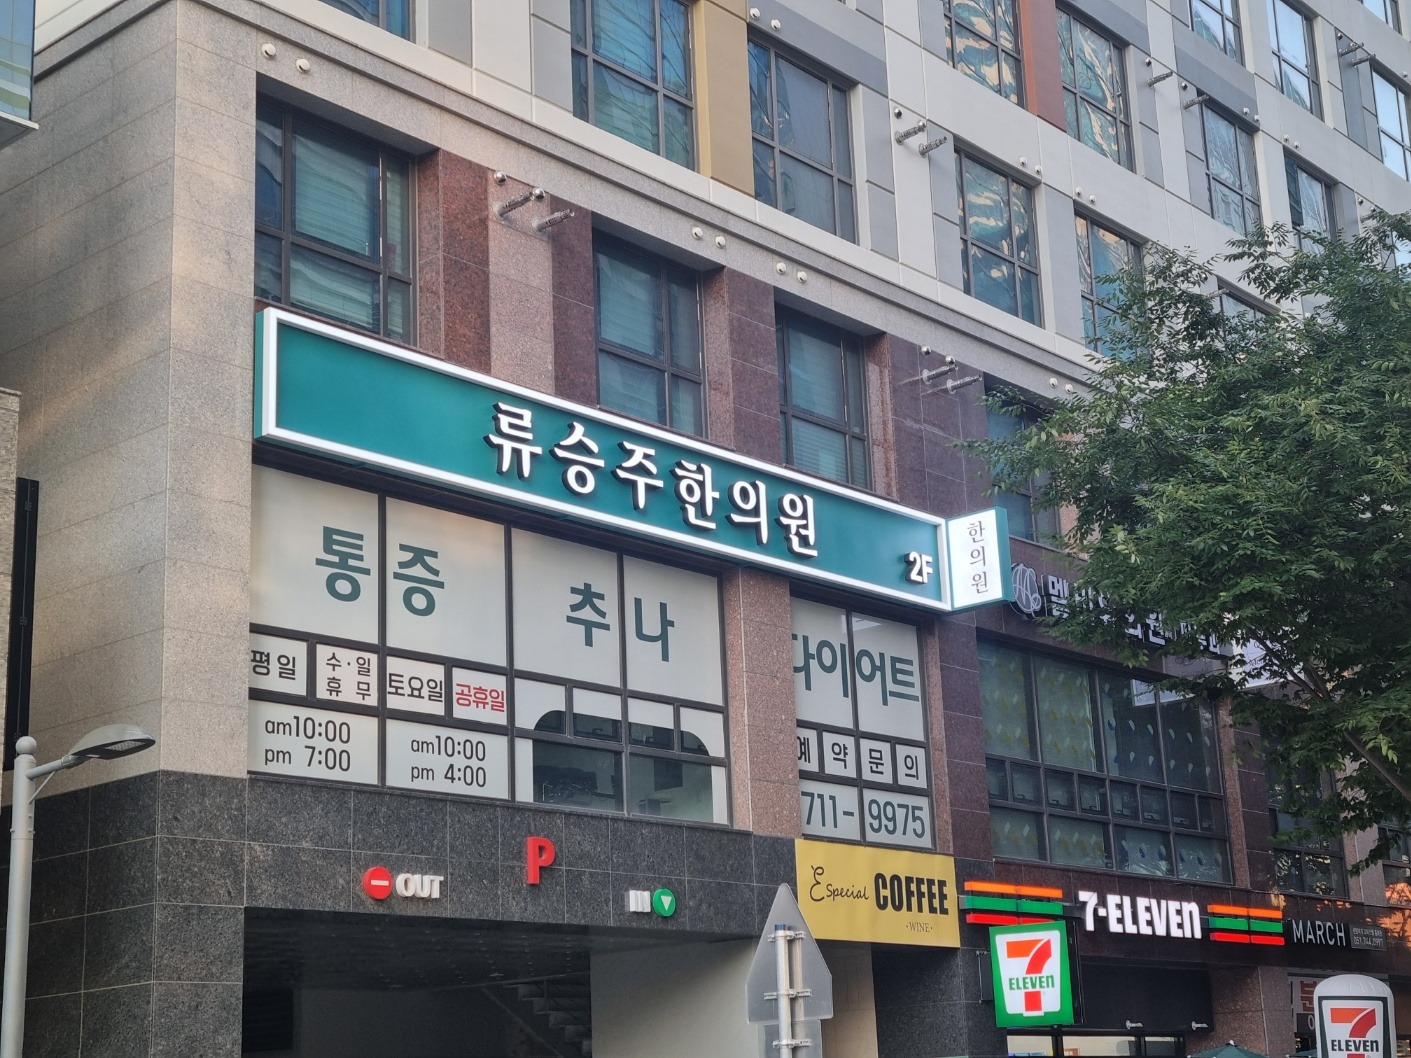 류승주한의원
2F
한의원
통증
추나
다이어트
평일
수·일
휴무
토요일
공휴일
am10:00
pm 7:00
am10:00
pm 4:00
예약문의
711-9975
P
OUT
IN
Especial COFFEE
·WINE·
7-ELEVEN
MARCH
7
ELEVEN
7
ELEVEN